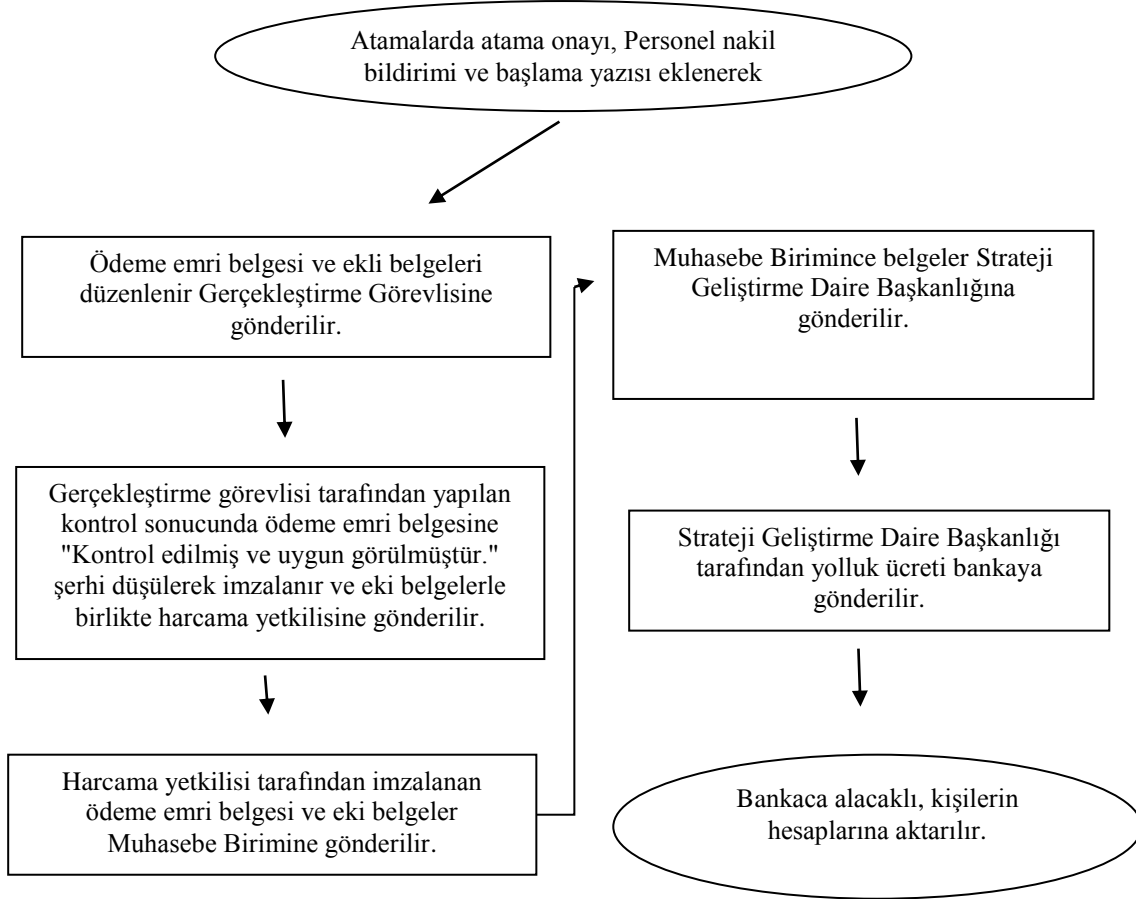 Atamalarda atama onayı, Personel nakil
bildirimi ve başlama yazısı eklenerek
Ödeme emri belgesi ve ekli belgeleri
düzenlenir Gerçekleştirme Görevlisine
gönderilir.
Gerçekleştirme görevlisi tarafından yapılan
kontrol sonucunda ödeme emri belgesine
"Kontrol edilmiş ve uygun görülmüştür."
şerhi düşülerek imzalanır ve eki belgelerle
birlikte harcama yetkilisine gönderilir.
Harcama yetkilisi tarafından imzalanan
ödeme emri belgesi ve eki belgeler
Muhasebe Birimine gönderilir.
Muhasebe Birimince belgeler Strateji
Geliştirme Daire Başkanlığına
gönderilir.
Strateji Geliştirme Daire Başkanlığı
tarafından yolluk ücreti bankaya
gönderilir.
Bankaca alacaklı, kişilerin
hesaplarına aktarılır.